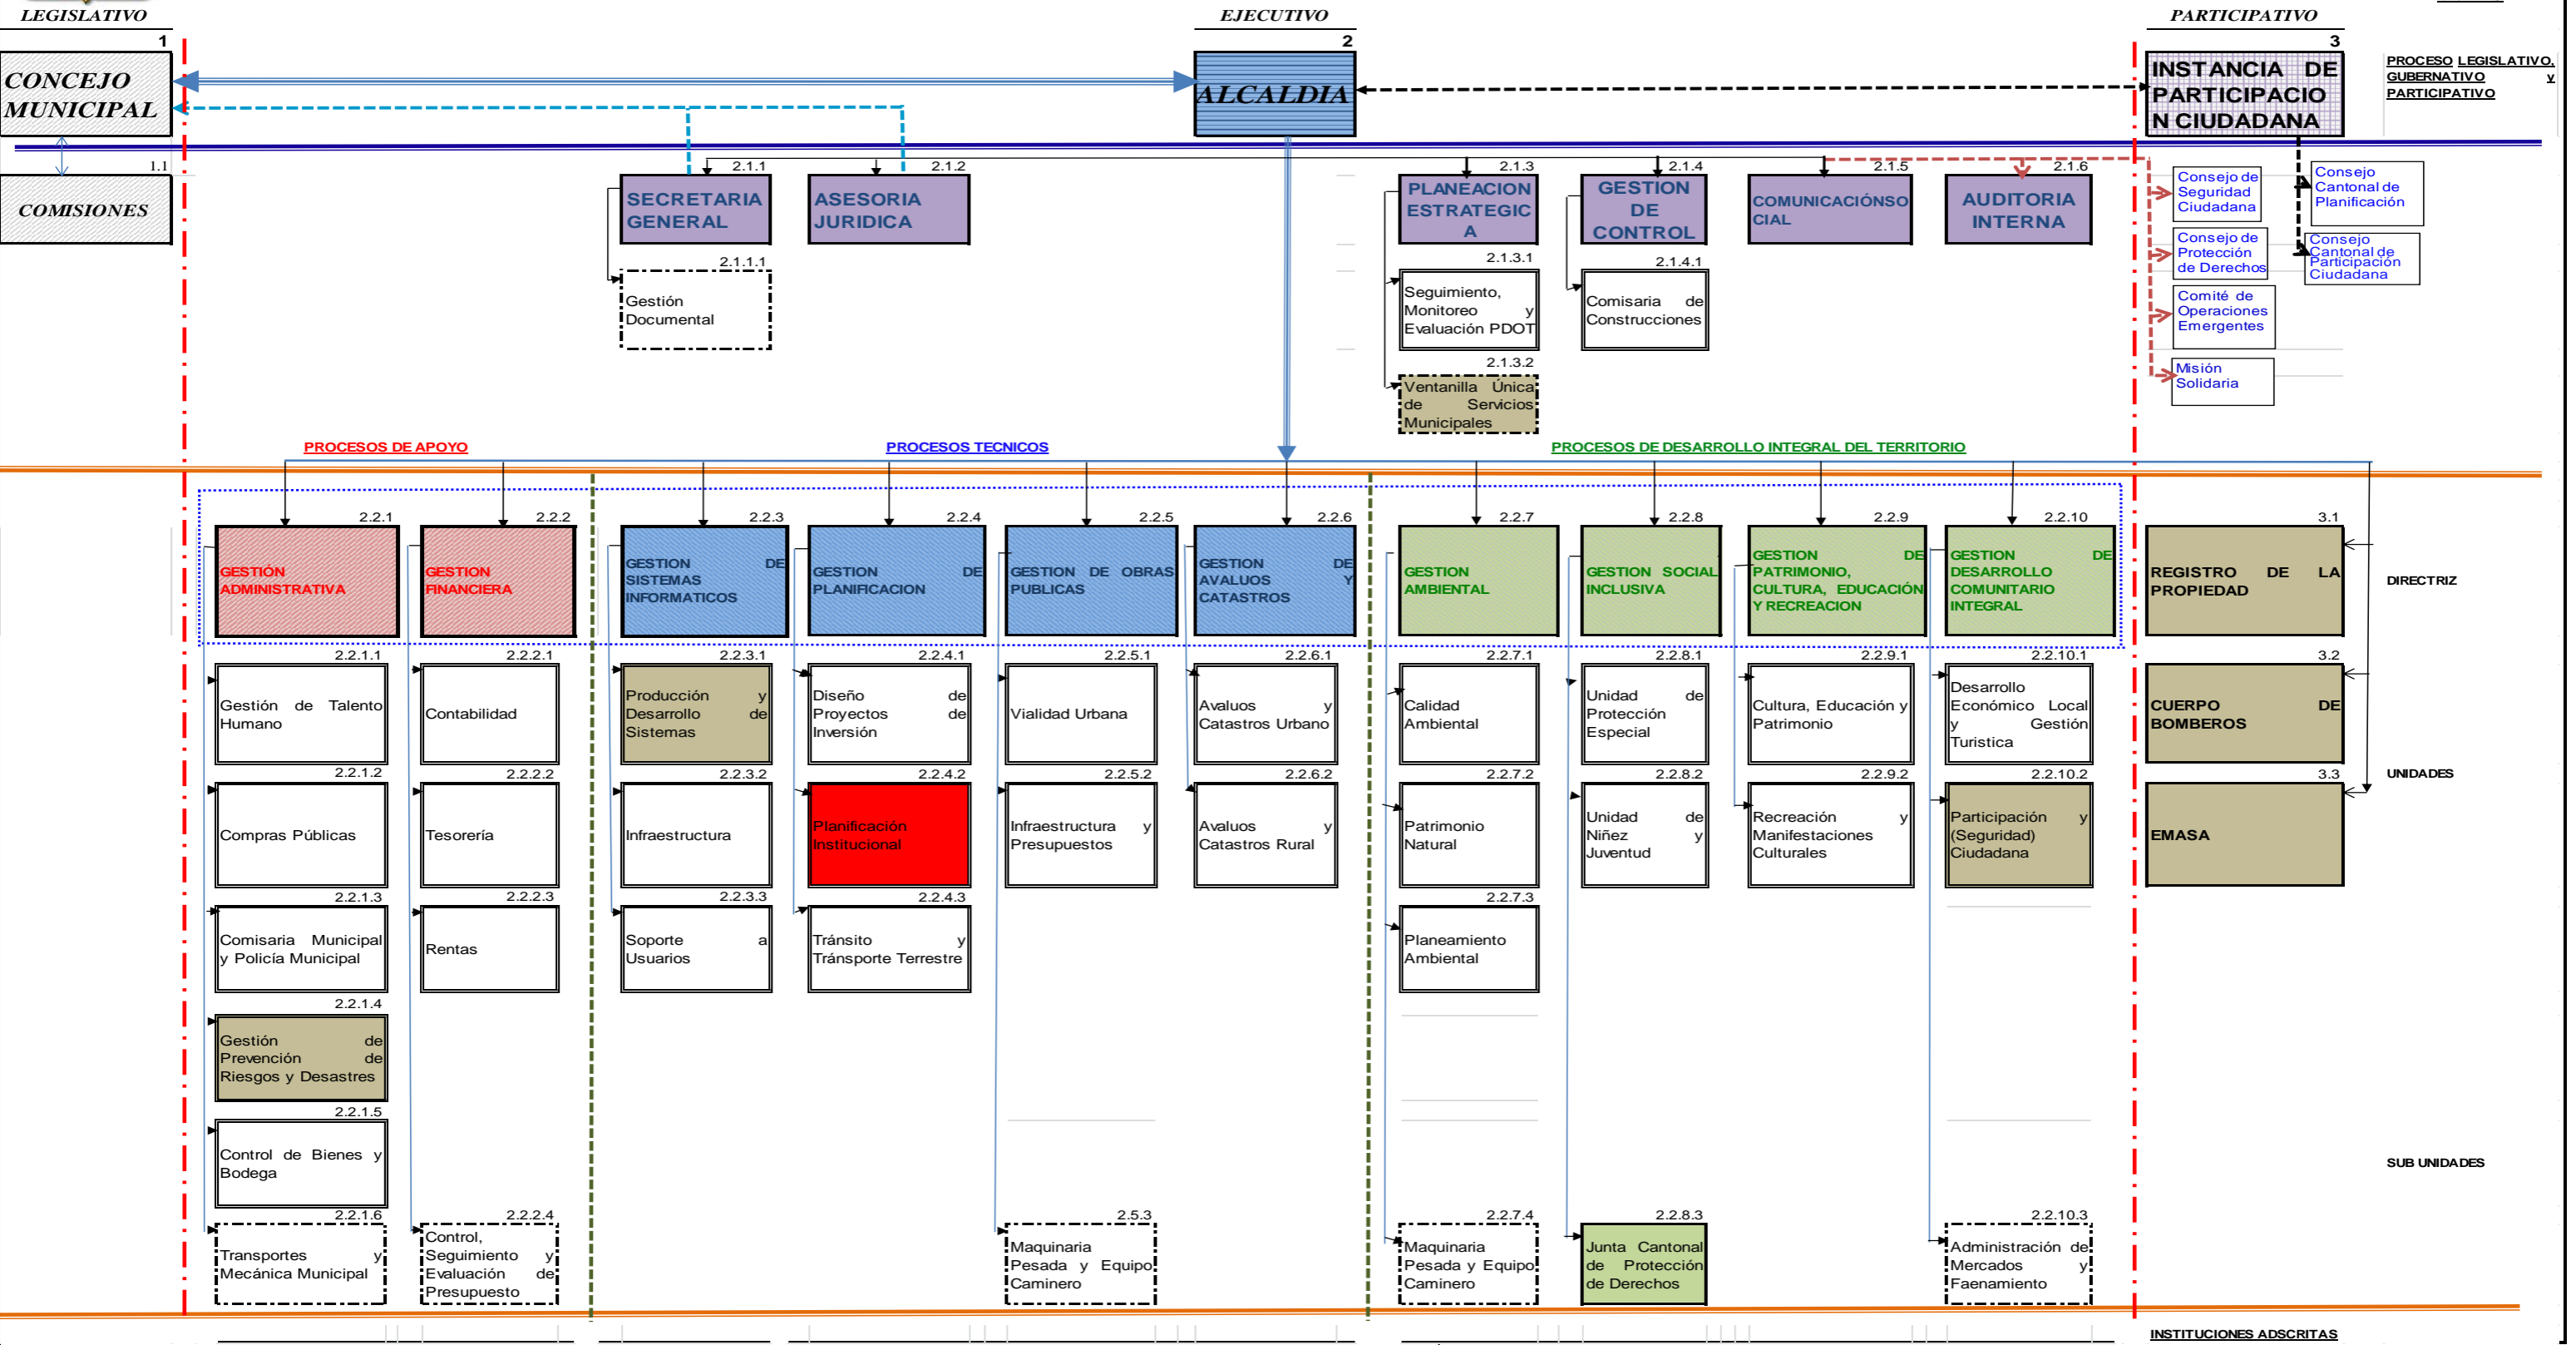 LEGISLATIVO
EJECUTIVO
PARTICIPATIVO
1
2
3
CONCEJO
MUNICIPAL
ALCALDIA
INSTANCIA DE
PARTICIPACIO
N CIUDADANA
PROCESO LEGISLATIVO,
GUBERNATIVO y
PARTICIPATIVO
1.1
COMISIONES
2.1.1
SECRETARIA
GENERAL
2.1.2
ASESORIA
JURIDICA
2.1.3
PLANEACION
ESTRATEGIC
A
2.1.4
GESTION
DE
CONTROL
2.1.5
COMUNICACIÓNSO
CIAL
2.1.6
AUDITORIA
INTERNA
Consejo de
Seguridad
Ciudadana
Consejo
Cantonal de
Planificación
Consejo de
Protección
de Derechos
Consejo
Cantonal de
Participación
Ciudadana
Comité de
Operaciones
Emergentes
Misión
Solidaria
2.1.1.1
Gestión
Documental
2.1.3.1
Seguimiento,
Monitoreo y
Evaluación PDOT
2.1.4.1
Comisaria de
Construcciones
2.1.3.2
Ventanilla Única
de Servicios
Municipales
PROCESOS DE APOYO
PROCESOS TECNICOS
PROCESOS DE DESARROLLO INTEGRAL DEL TERRITORIO
2.2.1
GESTIÓN
ADMINISTRATIVA
2.2.2
GESTION
FINANCIERA
2.2.3
GESTION DE
SISTEMAS
INFORMATICOS
2.2.4
GESTION DE
PLANIFICACION
2.2.5
GESTION DE OBRAS
PUBLICAS
2.2.6
GESTION DE
AVALUOS Y
CATASTROS
2.2.7
GESTION
AMBIENTAL
2.2.8
GESTION SOCIAL
INCLUSIVA
2.2.9
GESTION DE
PATRIMONIO,
CULTURA, EDUCACIÓN
Y RECREACION
2.2.10
GESTION DE
DESARROLLO
COMUNITARIO
INTEGRAL
3.1
REGISTRO DE LA
PROPIEDAD
DIRECTRIZ
2.2.1.1
Gestión de Talento
Humano
2.2.2.1
Contabilidad
2.2.3.1
Producción y
Desarrollo de
Sistemas
2.2.4.1
Diseño de
Proyectos de
Inversión
2.2.5.1
Vialidad Urbana
2.2.6.1
Avaluos y
Catastros Urbano
2.2.7.1
Calidad
Ambiental
2.2.8.1
Unidad de
Protección
Especial
2.2.9.1
Cultura, Educación y
Patrimonio
2.2.10.1
Desarrollo
Económico Local
y Gestión
Turistica
3.2
CUERPO DE
BOMBEROS
UNIDADES
2.2.1.2
Compras Públicas
2.2.2.2
Tesorería
2.2.3.2
Infraestructura
2.2.4.2
Planificación
Institucional
2.2.5.2
Infraestructura y
Presupuestos
2.2.6.2
Avaluos y
Catastros Rural
2.2.7.2
Patrimonio
Natural
2.2.8.2
Unidad de
Niñez y
Juventud
2.2.9.2
Recreación y
Manifestaciones
Culturales
2.2.10.2
Participación y
(Seguridad)
Ciudadana
3.3
EMASA
2.2.1.3
Comisaria Municipal
y Policía Municipal
2.2.2.3
Rentas
2.2.3.3
Soporte a
Usuarios
2.2.4.3
Tránsito y
Tránsporte Terrestre
2.2.7.3
Planeamiento
Ambiental
2.2.1.4
Gestión de
Prevención de
Riesgos y Desastres
2.2.1.5
Control de Bienes y
Bodega
SUB UNIDADES
2.2.1.6
Transportes y
Mecánica Municipal
2.2.2.4
Control,
Seguimiento y
Evaluación de
Presupuesto
2.5.3
Maquinaria
Pesada y Equipo
Caminero
2.2.7.4
Maquinaria
Pesada y Equipo
Caminero
2.2.8.3
Junta Cantonal
de Protección
de Derechos
2.2.10.3
Administración de
Mercados y
Faenamiento
INSTITUCIONES ADSCRITAS